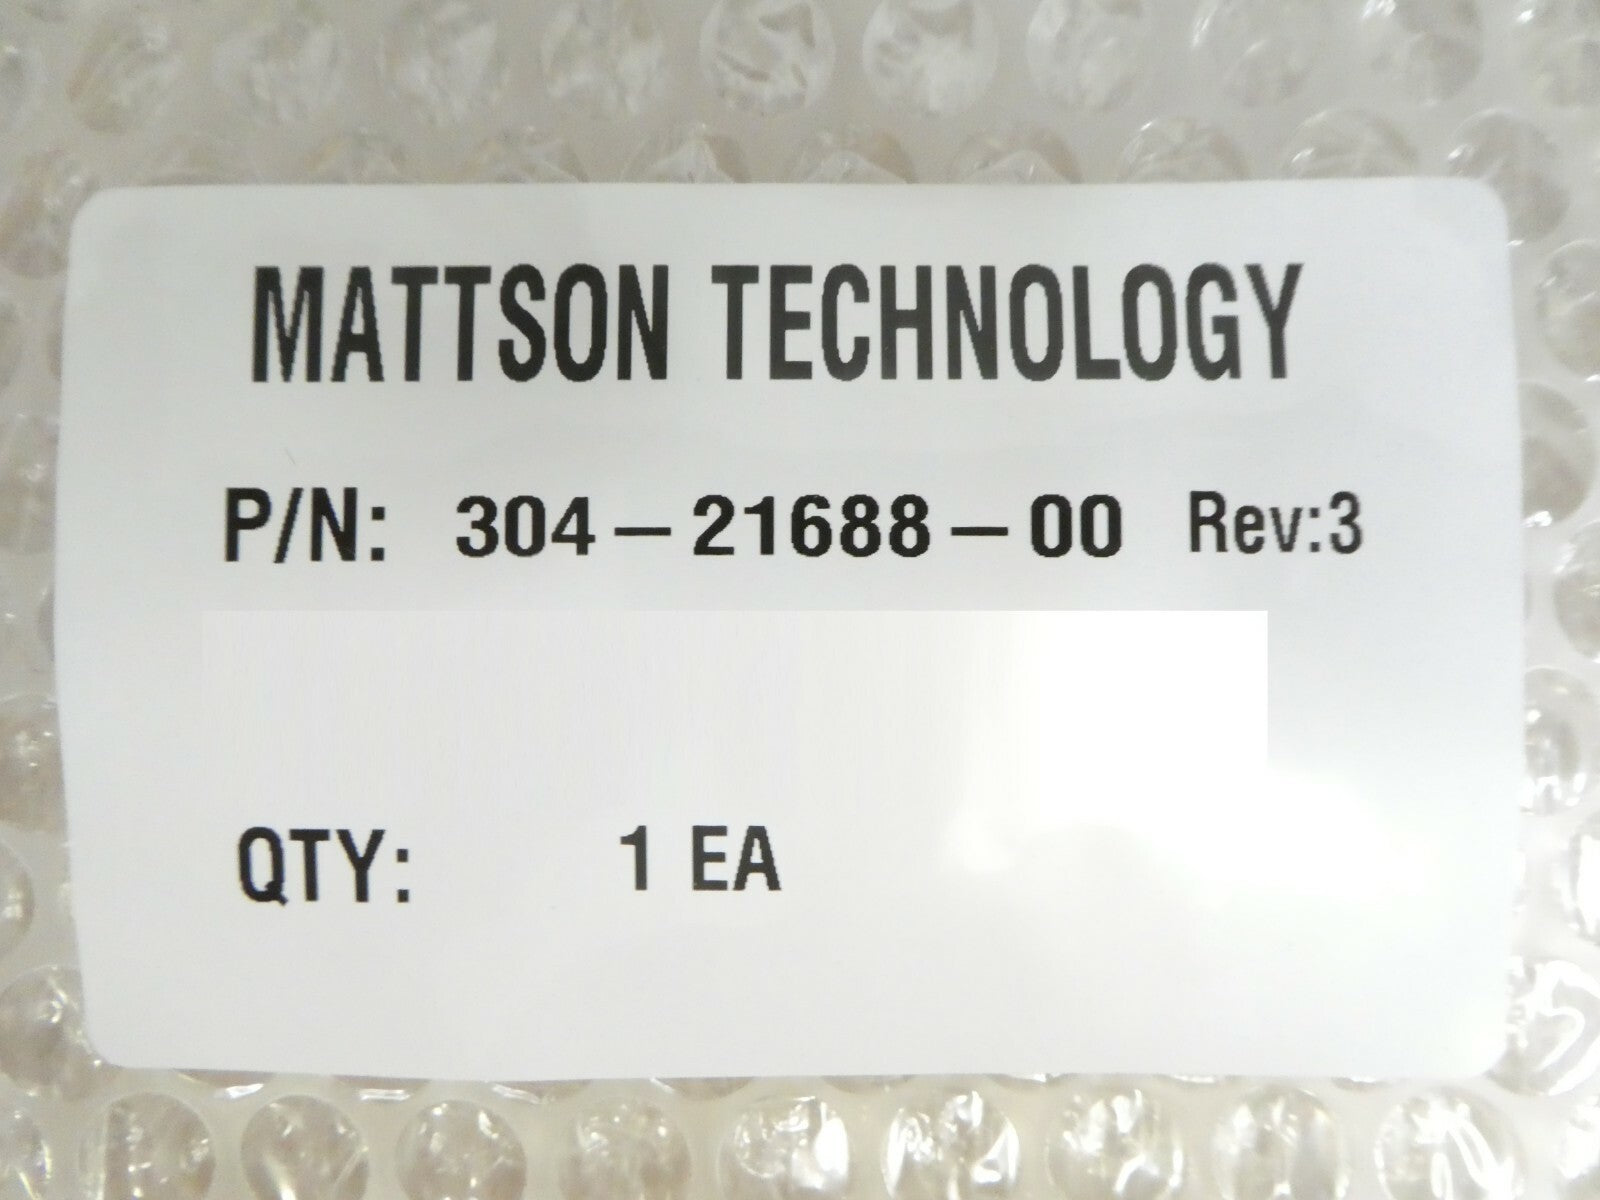 MATTSON TECHNOLOGY
P/N: 304-21688-00 Rev:3
QTY: 1 EA